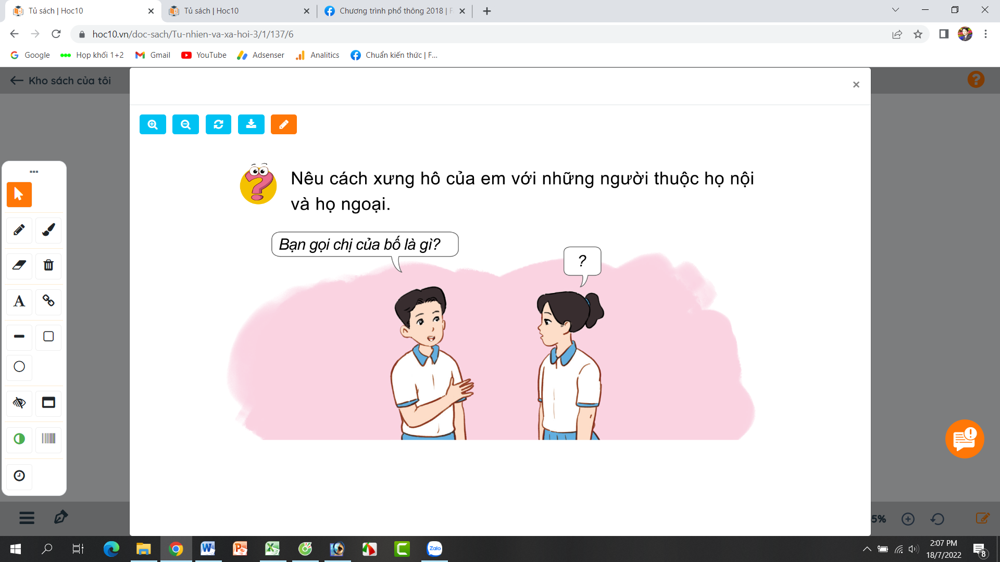 Tủ sách | Hoc10
Tủ sách | Hoc10
Chương trình phổ thông 2018 | F
hoc10.vn/doc-sach/Tu-nhien-va-xa-hoi-3/1/137/6
Google
Họp khối 1+2
Gmail
YouTube
Adsenser
Analitics
Chuẩn kiến thức | F...
Kho sách của tôi
Nêu cách xưng hô của em với những người thuộc họ nội
và họ ngoại.
Bạn gọi chị của bố là gì?
?
A
5%
Zalo
2:07 PM
18/7/2022
8